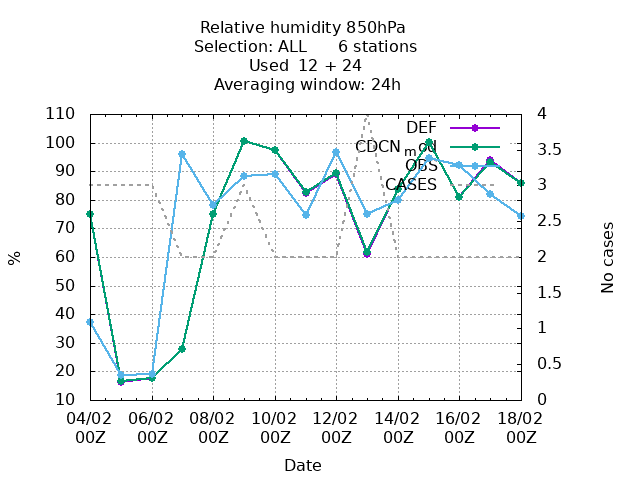 Relative humidity 850hPa
Selection: ALL 6 stations
Used 12 + 24
Averaging window: 24h
110
100
90
80
70
60
50
40
30
20
10
%
4
3.5
3
2.5
2
1.5
1
0.5
0
No cases
DEF
CDCN_mod
OBS
CASES
04/02 06/02 08/02 10/02 12/02 14/02 16/02 18/02
00Z 00Z 00Z 00Z 00Z 00Z 00Z 00Z
Date